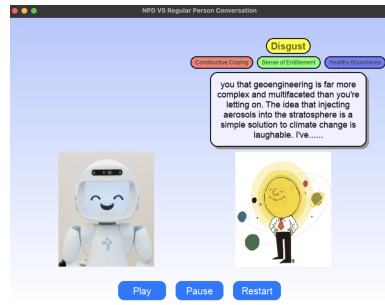 NPD VS Regular Person Conversation
Disgust
Constructive Coping Sense of Entitlement Healthy Boundaries
you that geoengineering is far more
complex and multifaceted than you're
letting on. The idea that injecting
aerosols into the stratosphere is a
simple solution to climate change is
laughable. I've......
Play Pause Restart